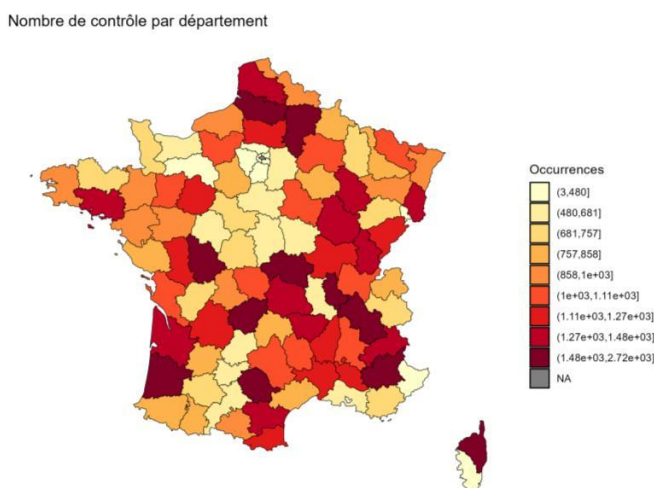 Nombre de contrôle par département
Occurrences
(3,480]
(480,681]
(681,757]
(757,858]
(858,1e+03]
(1e+03,1.11e+03]
(1.11e+03,1.27e+03]
(1.27e+03,1.48e+03]
(1.48e+03,2.72e+03]
NA